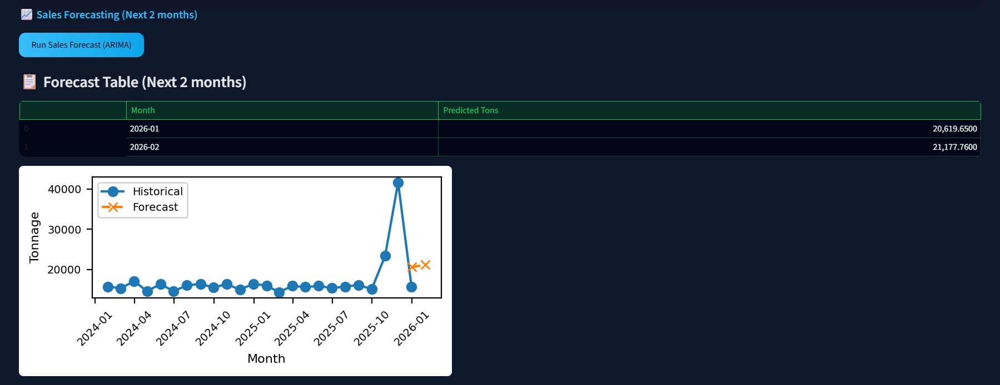 📈 Sales Forecasting (Next 2 months)
Run Sales Forecast (ARIMA)
📋 Forecast Table (Next 2 months)
Month Predicted Tons
0 2026-01 20,619.6500
1 2026-02 21,177.7600
Historical
Forecast
40000
30000
20000
Tonnage
2024-01 2024-04 2024-07 2024-10 2025-01 2025-04 2025-07 2025-10 2026-01
Month